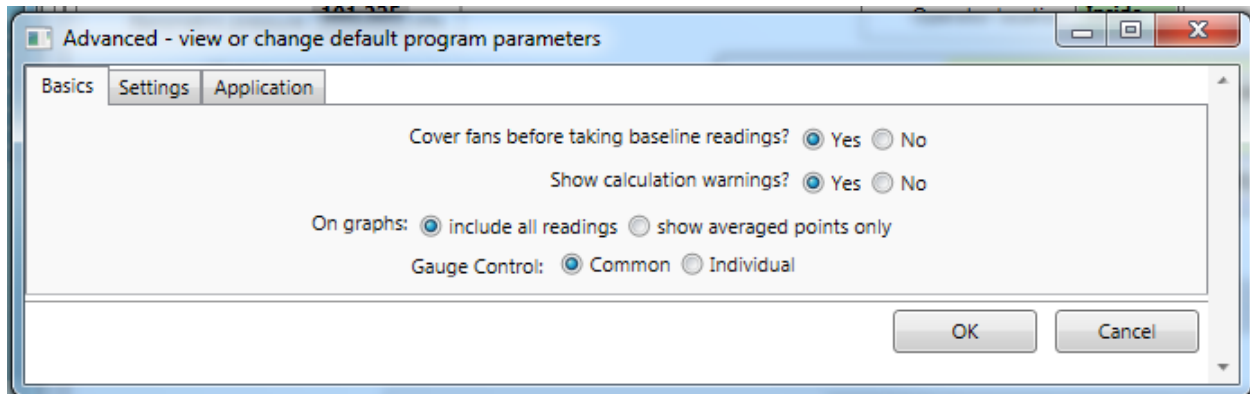 Advanced - view or change default program parameters
Basics Settings Application
Cover fans before taking baseline readings? Yes No
Show calculation warnings? Yes No
On graphs: include all readings show averaged points only
Gauge Control: Common Individual
OK Cancel